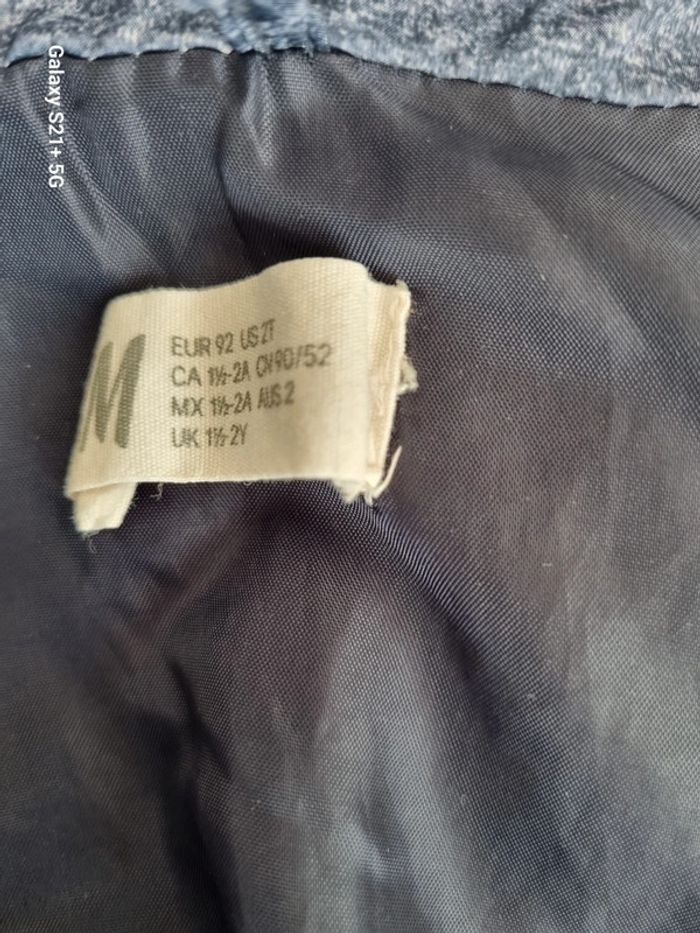 Galaxy S21+ 5G
M
EUR 92 US 2T
CA 1½-2A CN 90/52
MX 1½-2A AUS 2
UK 1½-2Y